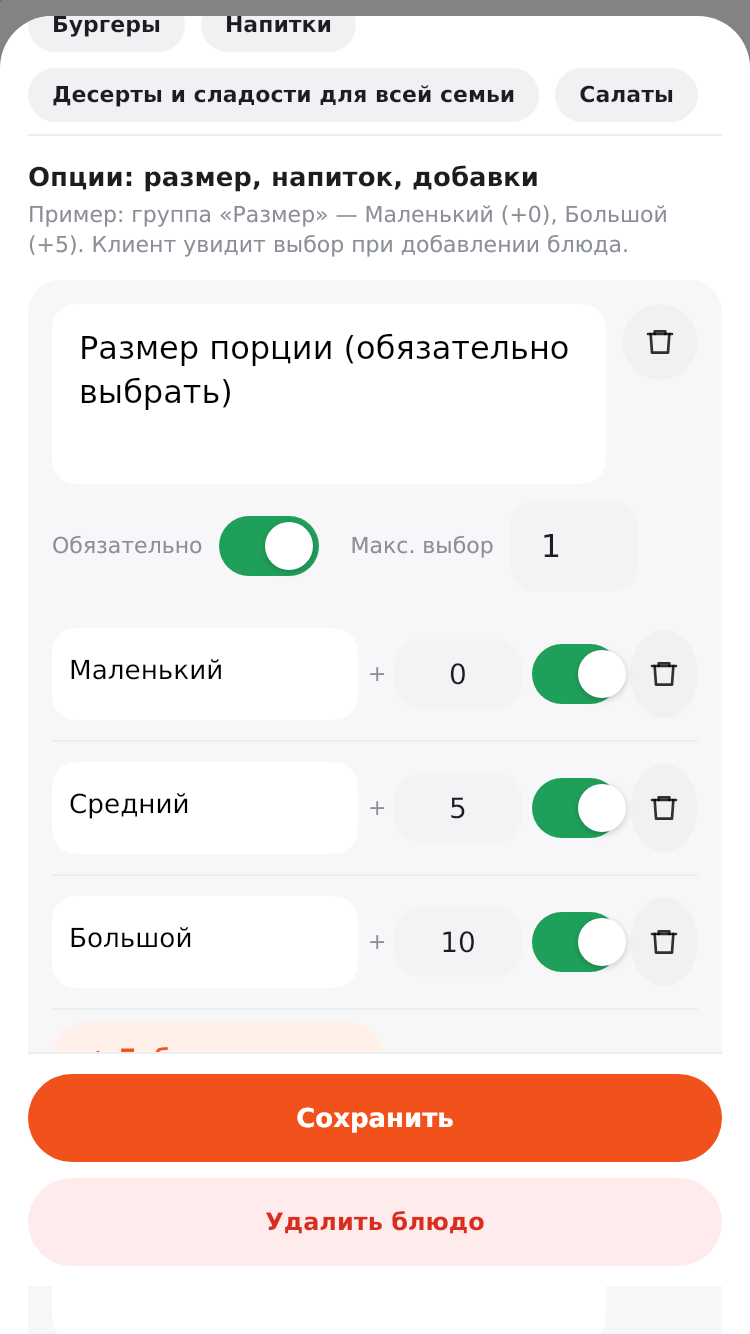 Бургеры
Напитки
Десерты и сладости для всей семьи
Салаты
Опции: размер, напиток, добавки
Пример: группа «Размер» — Маленький (+0), Большой
(+5). Клиент увидит выбор при добавлении блюда.
Размер порции (обязательно
выбрать)
Обязательно
Макс. выбор
1
Маленький
+
0
Средний
+
5
Большой
+
10
Сохранить
Удалить блюдо